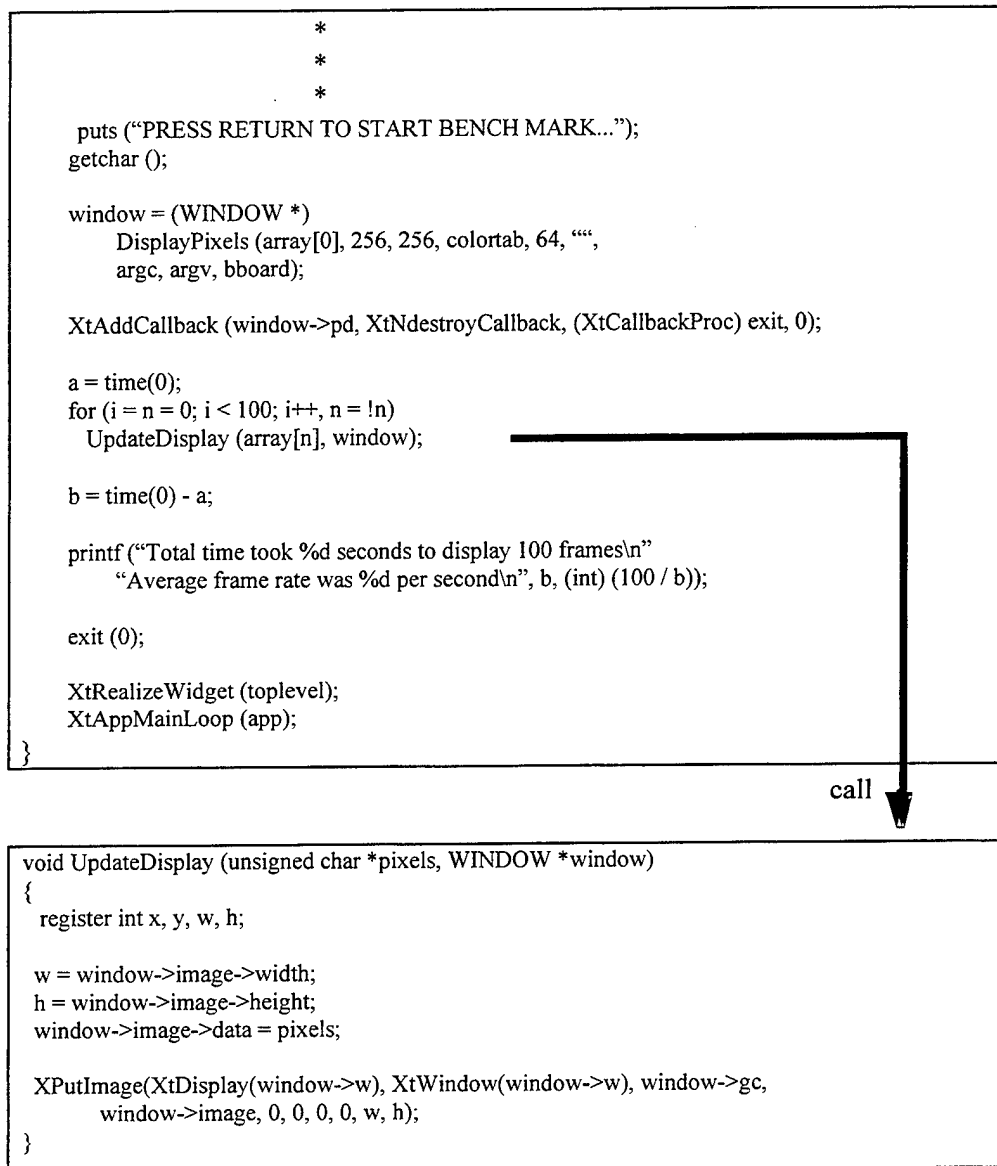 *
*
*
puts (“PRESS RETURN TO START BENCH MARK...”);
getchar ();
window = (WINDOW *)
DisplayPixels (array[0], 256, 256, colortab, 64, ““,
argc, argv, bboard);
XtAddCallback (window->pd, XtNdestroyCallback, (XtCallbackProc) exit, 0);
a = time(0);
for (i = n = 0; i < 100; i++, n = !n)
UpdateDisplay (array[n], window);
b = time(0) - a;
printf (“Total time took %d seconds to display 100 frames\n”
“Average frame rate was %d per second\n”, b, (int) (100 / b));
exit (0);
XtRealizeWidget (toplevel);
XtAppMainLoop (app);
}
call
void UpdateDisplay (unsigned char *pixels, WINDOW *window)
{
register int x, y, w, h;
w = window->image->width;
h = window->image->height;
window->image->data = pixels;
XPutImage(XtDisplay(window->w), XtWindow(window->w), window->gc,
window->image, 0, 0, 0, 0, w, h);
}